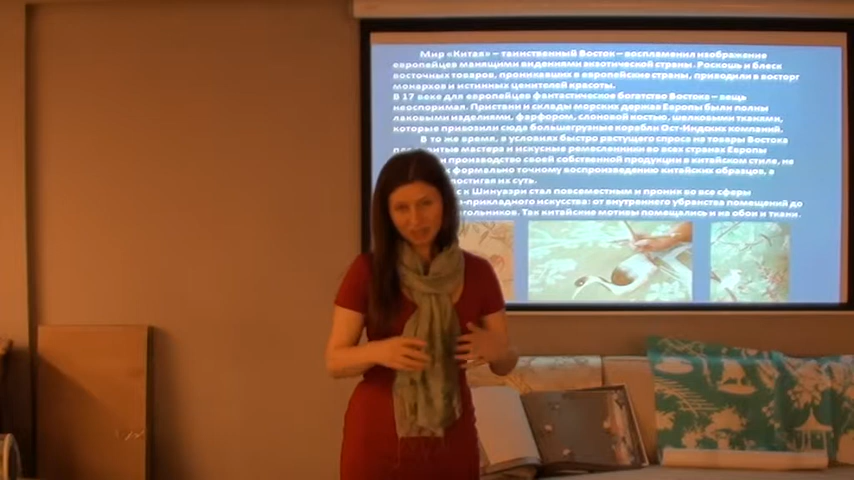 Мир «Китая» – таинственный Восток – воспламенил изображение
европейцев манящими видениями экзотической страны. Роскошь и блеск
восточных товаров, проникавших в европейские страны, приводили в восторг
монархов и истинных ценителей красоты.
В 17 веке для европейцев фантастическое богатство Востока – вещь
неоспоримая. Пристани и склады морских держав Европы были полны
лаковыми изделиями, фарфором, слоновой костью, шелковыми тканями,
которые привозили сюда большегрузные корабли Ост-Индских компаний.
В то же время, в условиях быстро растущего спроса на товары Востока
мастера и искусные ремесленники во всех странах Европы
производство своей собственной продукции в китайском стиле, не
формально точному воспроизведению китайских образцов, а
постигая их суть.
к Шинуазри стал повсеместным и проник во все сферы
прикладного искусства: от внутреннего убранства помещений до
Так китайские мотивы помещались и на обои и ткани.